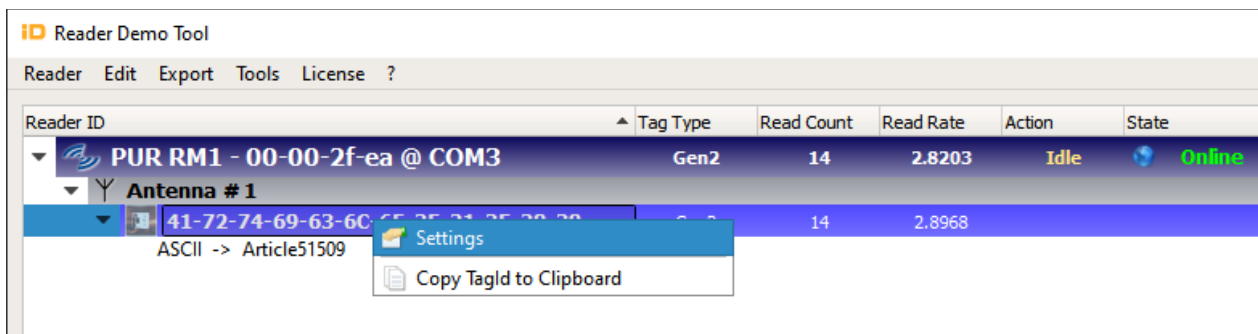 iD Reader Demo Tool
Reader Edit Export Tools License ?
Reader ID Tag Type Read Count Read Rate Action State
PUR RM1 - 00-00-2f-ea @ COM3 Gen2 14 2.8203 Idle Online
Antenna # 1
41-72-74-69-63-6C 14 2.8968
Settings
ASCII -> Article51509
Copy TagId to Clipboard